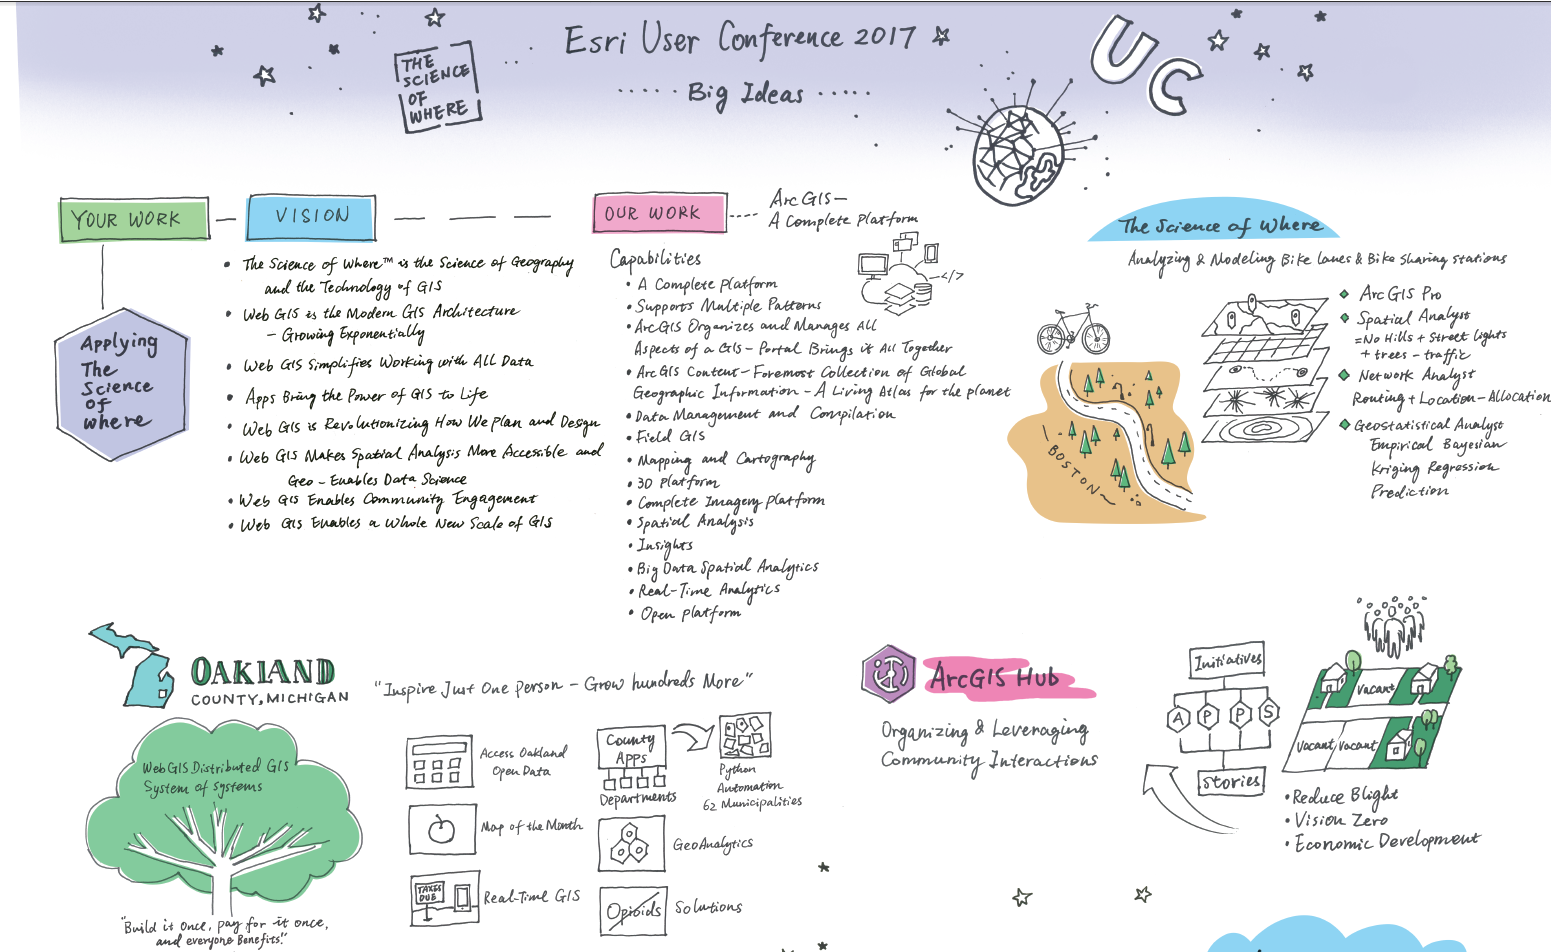 Esri User Conference 2017
Big Ideas
THE
SCIENCE
OF
WHERE
UC
YOUR WORK
VISION
OUR WORK
ArcGIS—
A Complete Platform
Applying
The
Science
of
where
• The Science of Where™ is the Science of Geography
and the Technology of GIS
• Web GIS is the Modern GIS Architecture
— Growing Exponentially
• Web GIS Simplifies Working with All Data
• Apps Bring the Power of GIS to Life
• Web GIS is Revolutionizing How We Plan and Design
• Web GIS Makes Spatial Analysis More Accessible and
Geo-Enables Data Science
• Web GIS Enables Community Engagement
• Web GIS Enables a Whole New Scale of GIS
Capabilities
• A Complete Platform
• Supports Multiple Patterns
• ArcGIS Organizes and Manages All
Aspects of a GIS — Portal Brings it All Together
• ArcGIS Content — Foremost Collection of Global
Geographic Information — A Living Atlas for the planet
• Data Management and Compilation
• Field GIS
• Mapping and Cartography
• 3D Platform
• Complete Imagery Platform
• Spatial Analysis
• Insights
• Big Data Spatial Analytics
• Real-Time Analytics
• Open Platform
</>
The Science of Where
Analyzing & Modeling Bike lanes & Bike sharing stations
BOSTON
ArcGIS Pro
Spatial Analyst
=No Hills + Street lights
+ trees - traffic
Network Analyst
Routing + Location-Allocation
Geostatistical Analyst
Empirical Bayesian
Kriging Regression
Prediction
OAKLAND
COUNTY, MICHIGAN
"Inspire Just One person — Grow hundreds More"
WebGIS Distributed GIS
System of systems
"Build it once, pay for it once,
and everyone Benefits."
Access Oakland
Open Data
Map of the Month
TAXES
DUE
Real-Time GIS
County
Apps
Departments
Python
Automation
62 Municipalities
GeoAnalytics
Opioids
Solutions
ArcGIS Hub
Organizing & Leveraging
Community Interactions
Initiatives
A P P S
Stories
Vacant
Vacant Vacant
• Reduce Blight
• Vision Zero
• Economic Development